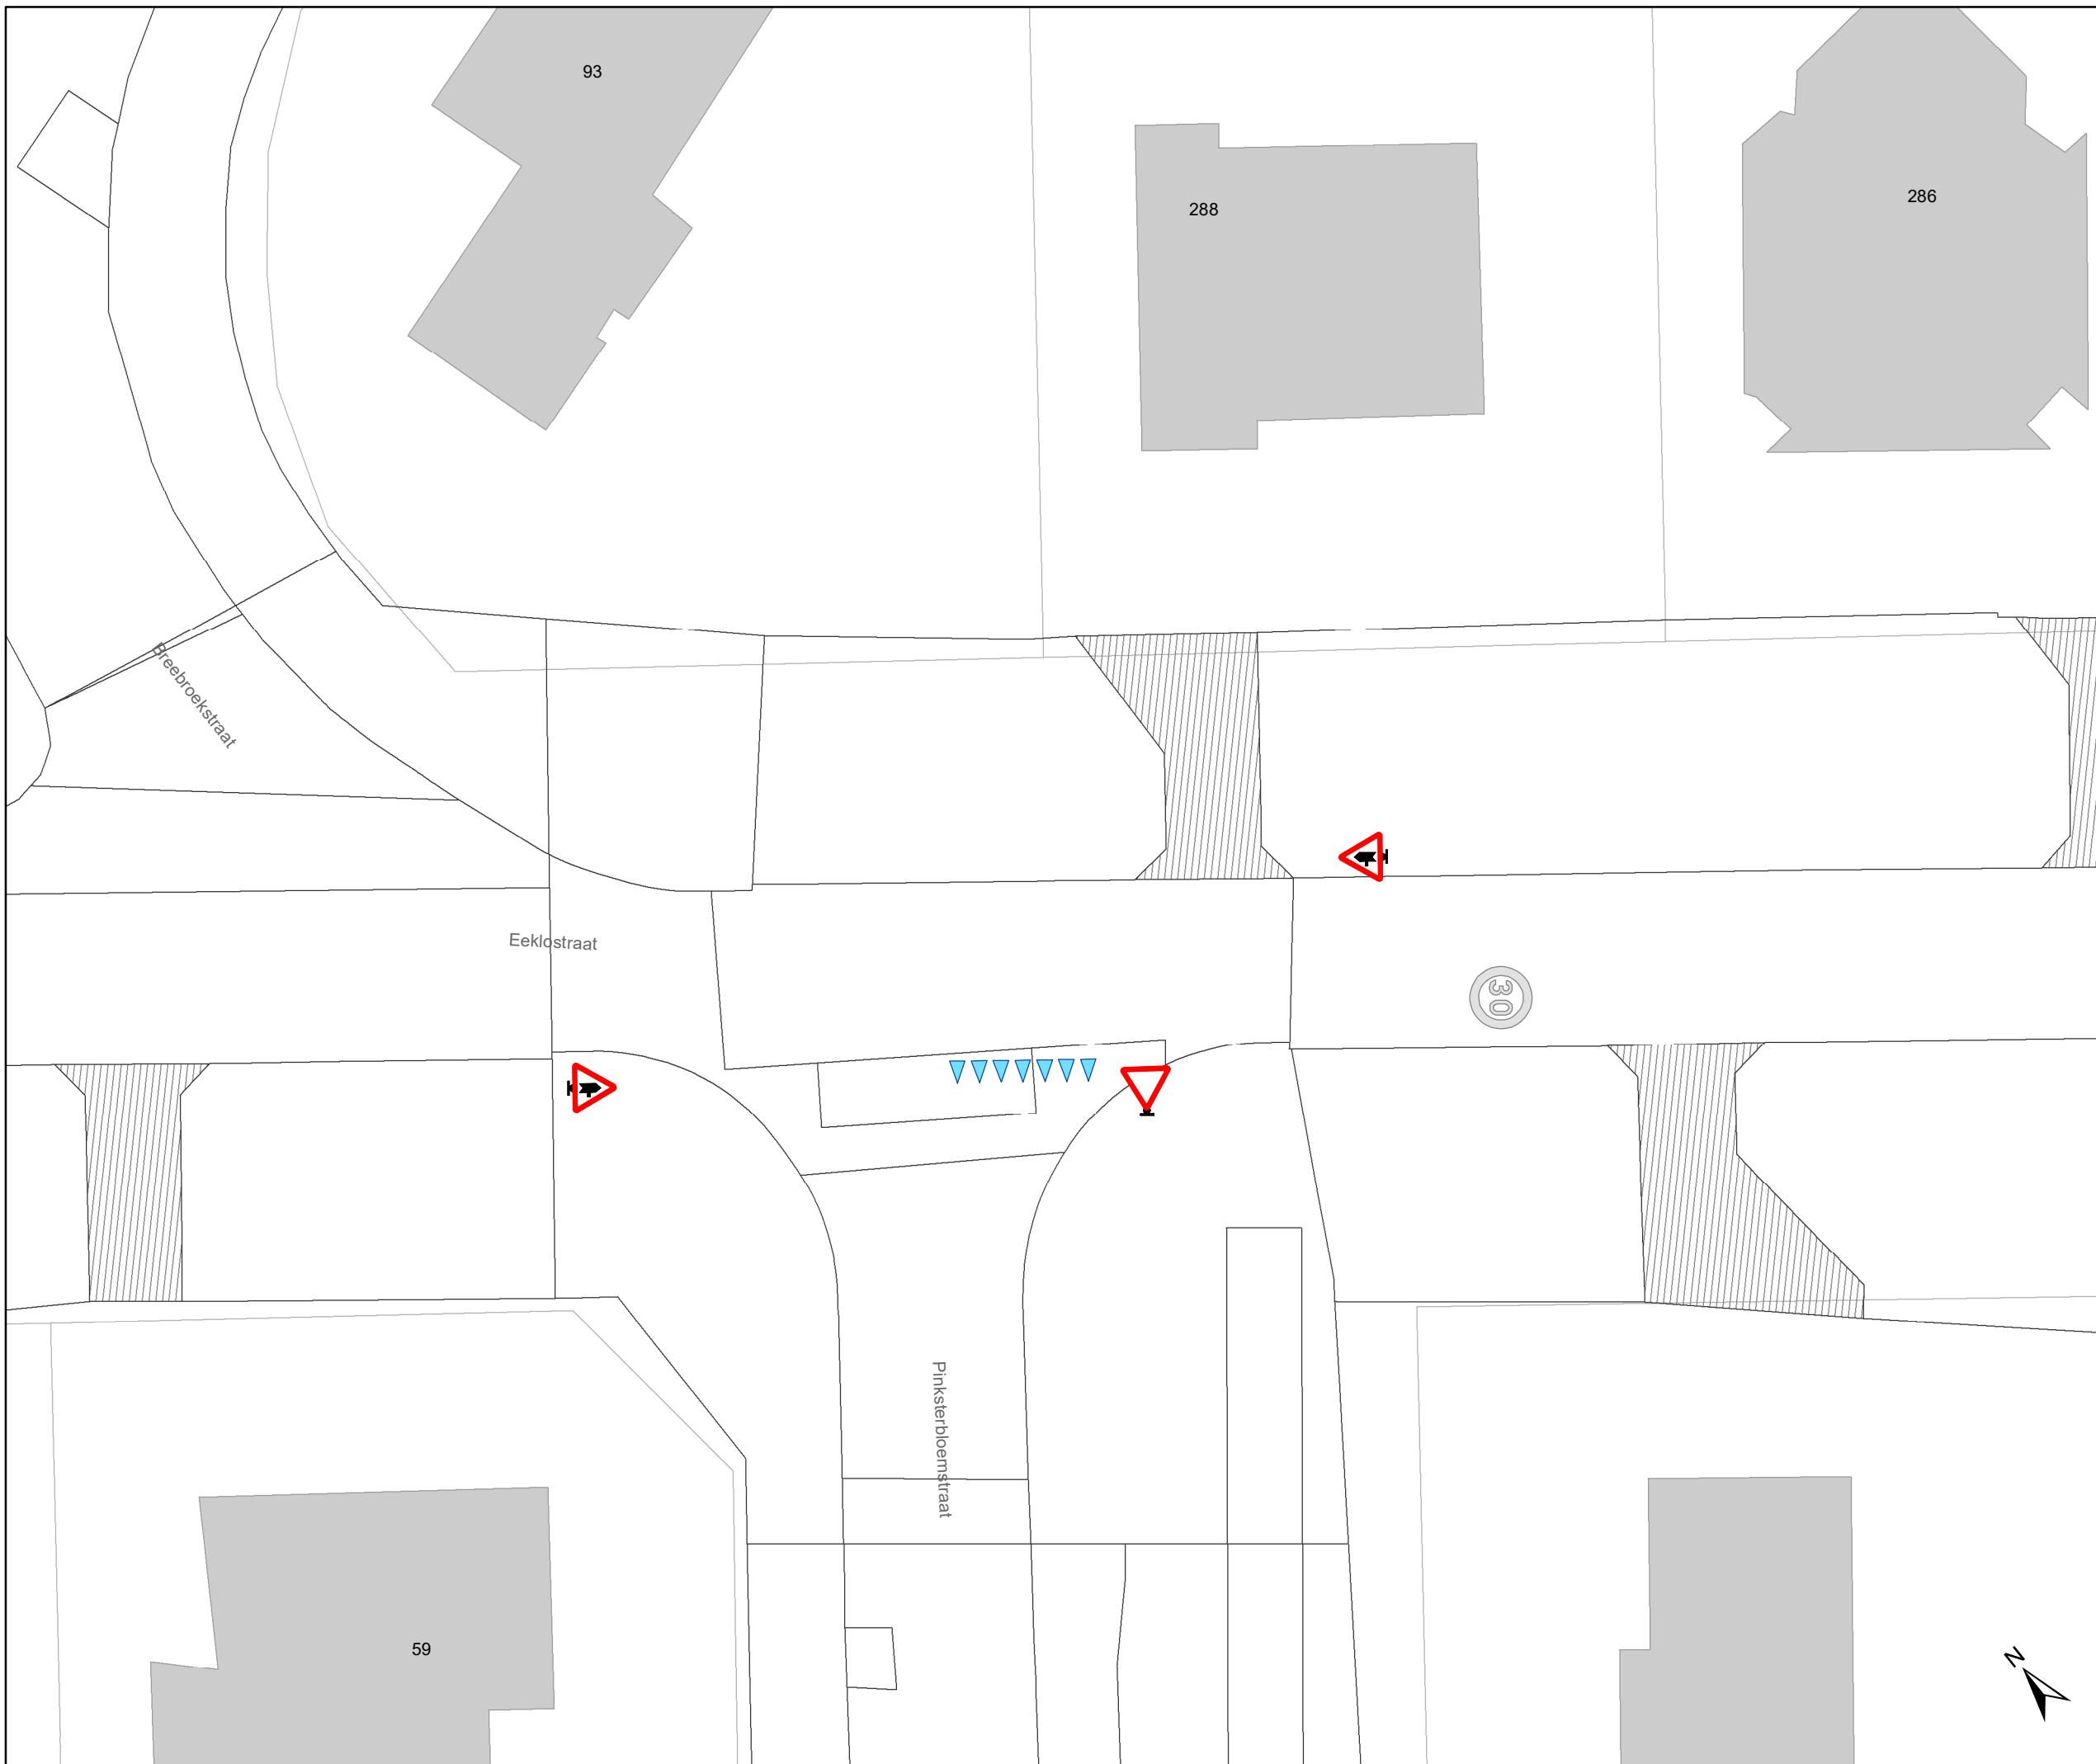 93
288
286
Breebroekstraat
Eeklostraat
30
Pinksterbloemstraat
59
N